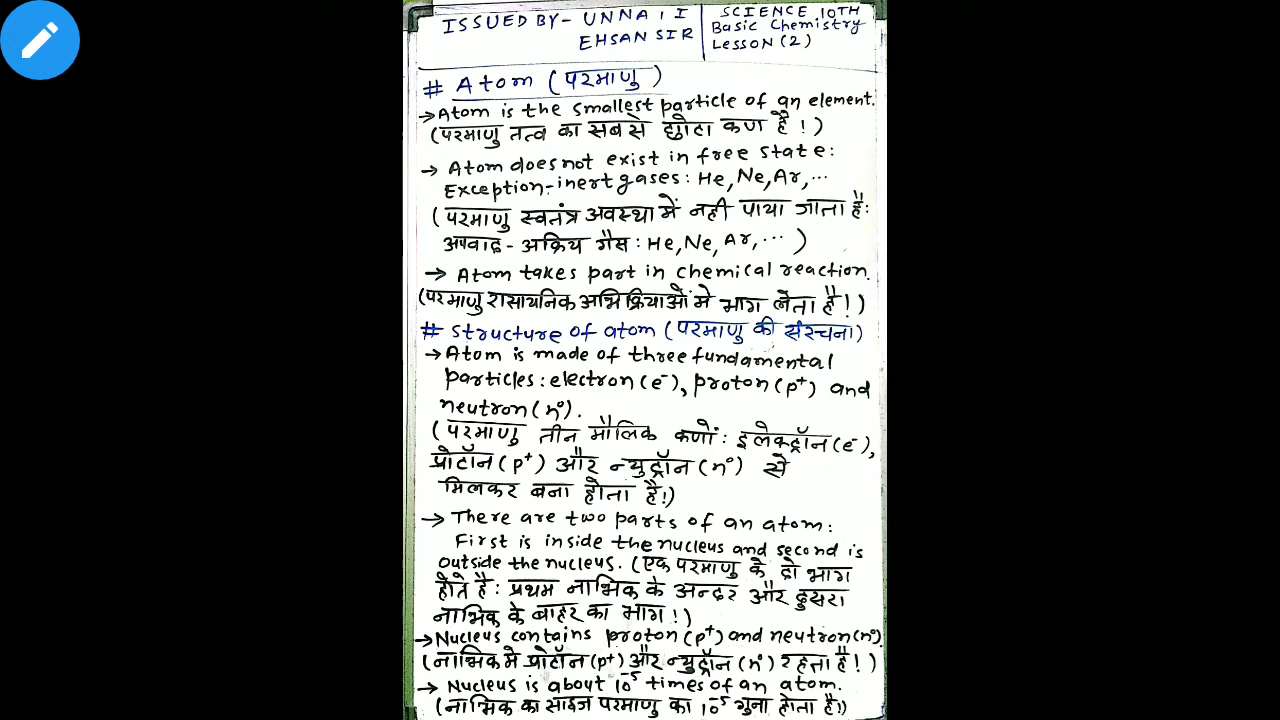 ISSUED BY- UNNATI
EHSAN SIR
SCIENCE 10TH
Basic Chemistry
LESSON (2)
# Atom (परमाणु)
→Atom is the smallest particle of an element.
(परमाणु तत्व का सबसे छोटा कण है!)
→ Atom does not exist in free state:
Exception-inert gases: He, Ne, Ar, ...
(परमाणु स्वतंत्र अवस्था में नही पाया जाता है:
अपवाद - अक्रिय गैस: He, Ne, Ar, ...)
→ Atom takes part in chemical reaction.
(परमाणु रासायनिक अभिक्रियाओं मे भाग लेता है!)
# Structure of atom (परमाणु की संरचना)
→Atom is made of three fundamental
particles: electron(e⁻), proton(p⁺) and
neutron(n⁰).
(परमाणु तीन मौलिक कणों: इलेक्ट्रॉन(e⁻),
प्रोटॉन(p⁺) और न्युट्रॉन(n⁰) से
मिलकर बना होता है!)
→ There are two parts of an atom:
First is inside the nucleus and second is
outside the nucleus. (एक परमाणु के दो भाग
होते है: प्रथम नाभिक के अन्दर और दुसरा
नाभिक के बाहर का भाग!)
→Nucleus contains proton(p⁺) and neutron(n⁰).
(नाभिक मे प्रोटॉन(p⁺) और न्युट्रॉन(n⁰) रहता है!)
→ Nucleus is about 10⁻⁵ times of an atom.
(नाभिक का साइज परमाणु का 10⁻⁵ गुना होता है!)